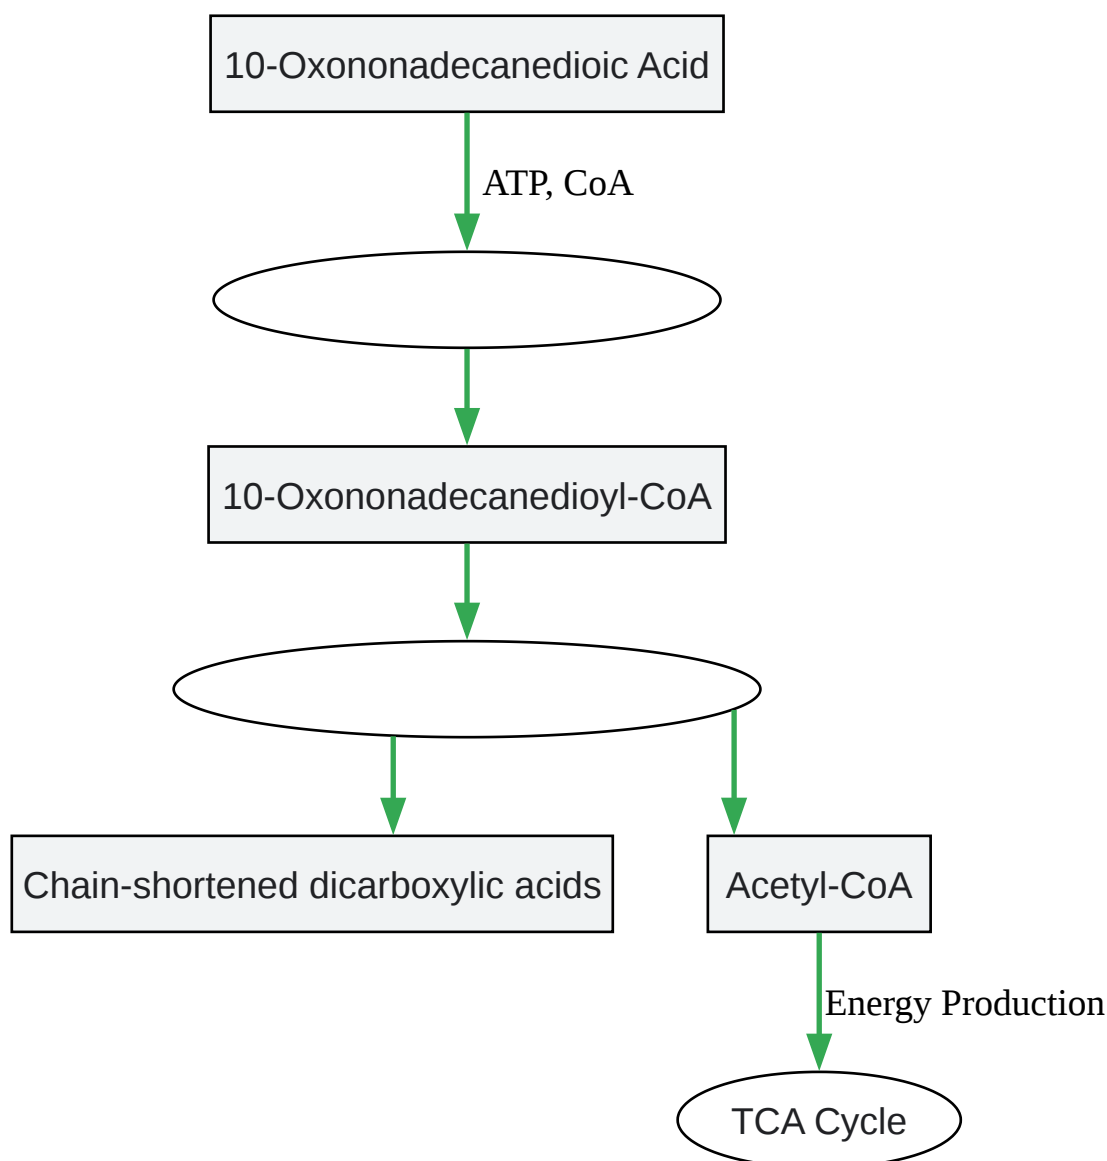 10-Oxononadecanedioic Acid
ATP, CoA
10-Oxononadecanedioyl-CoA
Chain-shortened dicarboxylic acids
Acetyl-CoA
Energy Production
TCA Cycle